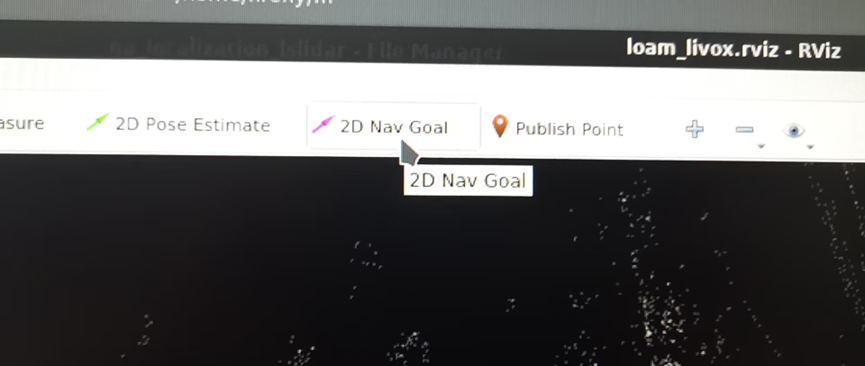 loam_livox.rviz - RViz
asure 2D Pose Estimate 2D Nav Goal Publish Point
2D Nav Goal